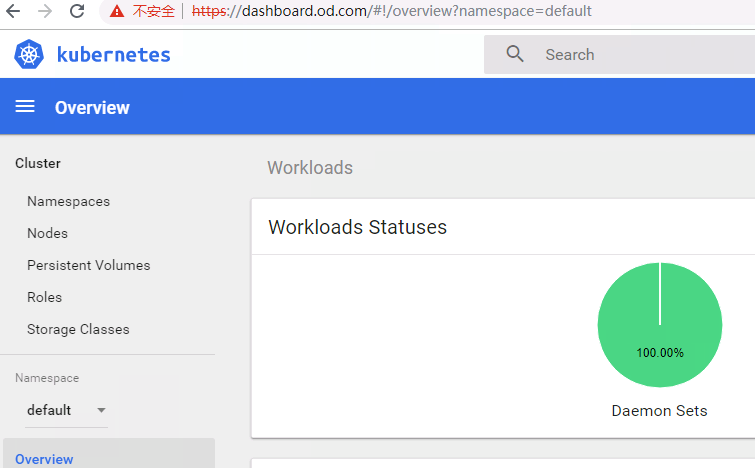 不安全 https://dashboard.od.com/#!/overview?namespace=default
kubernetes
Search
Overview
Cluster
Namespaces
Nodes
Persistent Volumes
Roles
Storage Classes
Namespace
default
Overview
Workloads
Workloads Statuses
100.00%
Daemon Sets